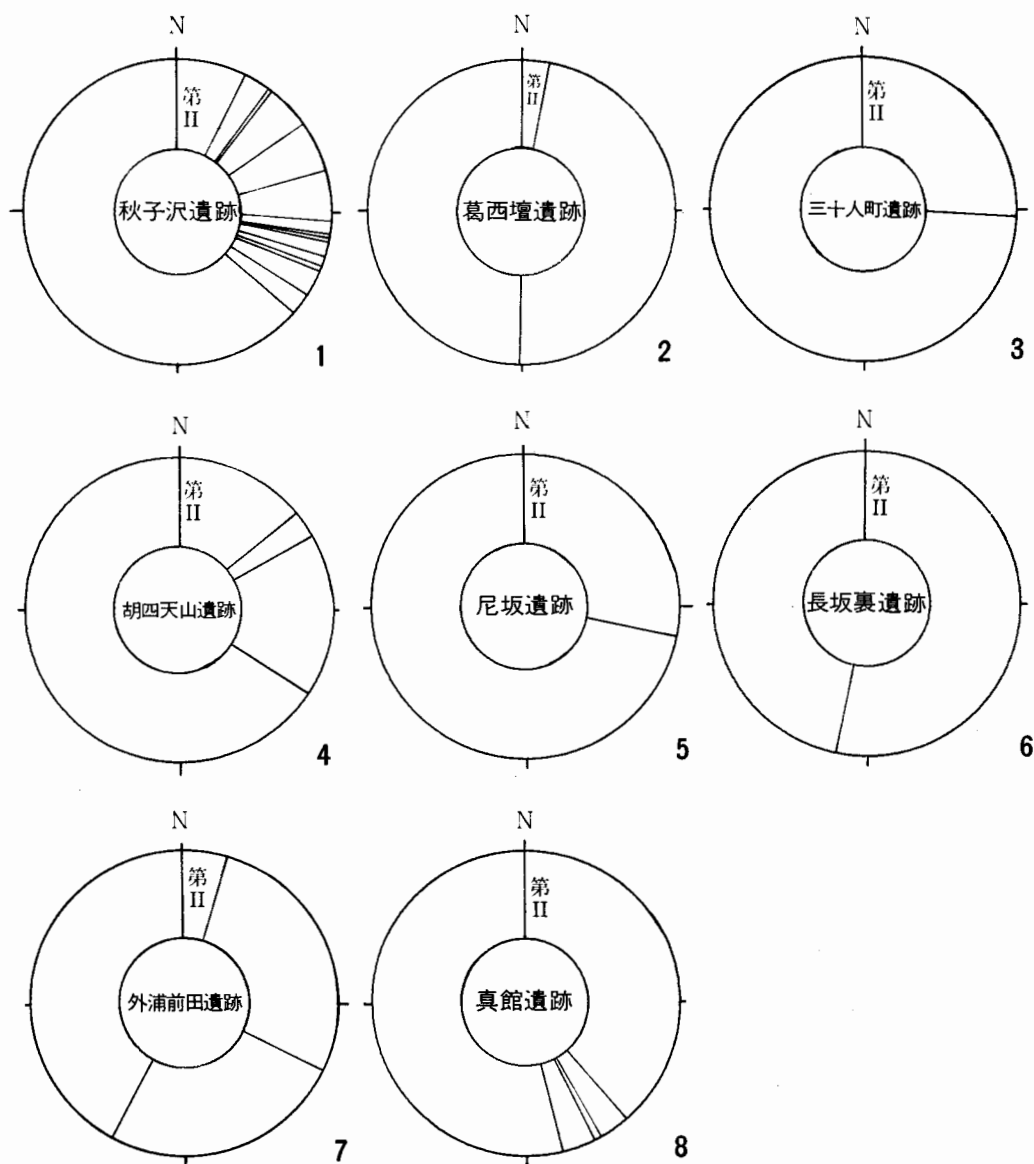 N
第
II
秋子沢遺跡
1
N
第
II
葛西壇遺跡
2
N
第
II
三十人町遺跡
3
N
第
II
胡四天山遺跡
4
N
第
II
尼坂遺跡
5
N
第
II
長坂裏遺跡
6
N
第
II
外浦前田遺跡
7
N
第
II
真館遺跡
8